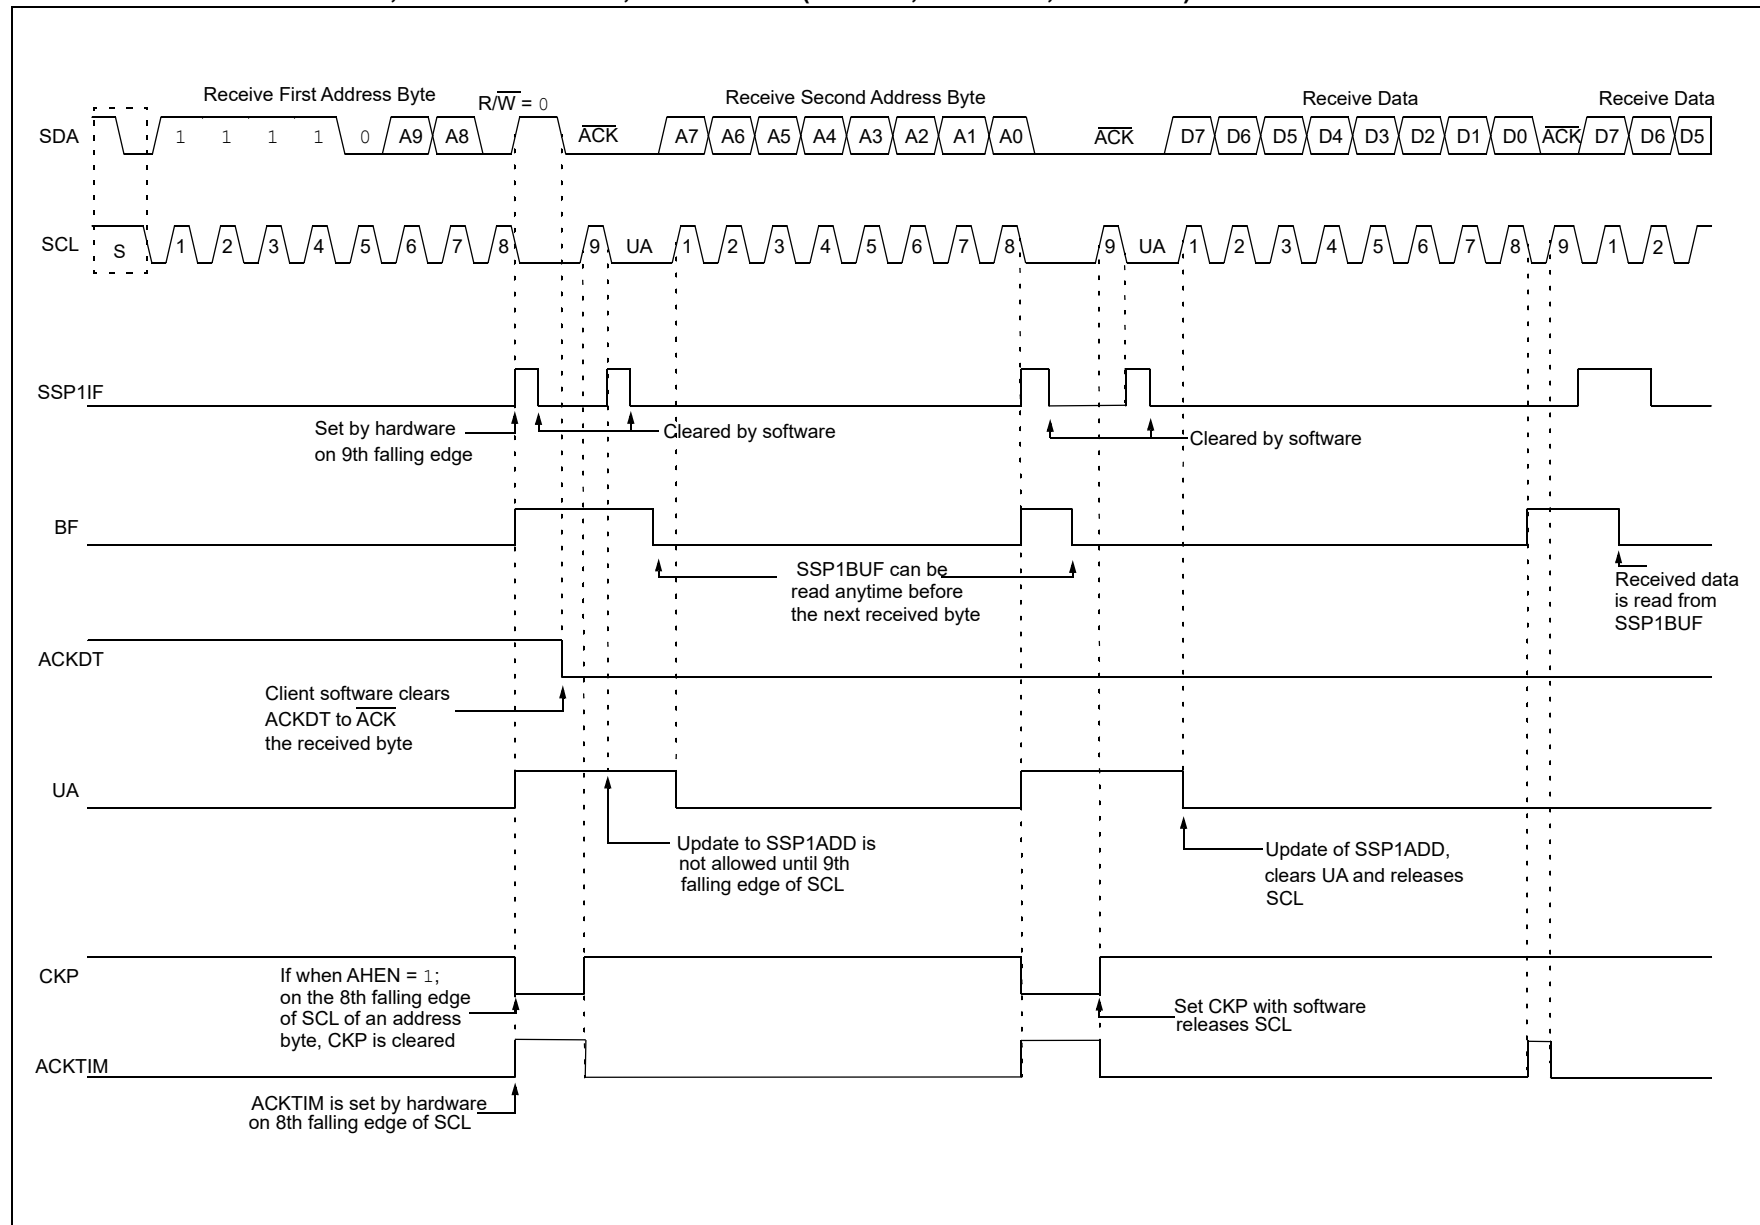 Receive First Address Byte
R/W = 0
Receive Second Address Byte
Receive Data
Receive Data
SDA
1 1 1 1 0 A9 A8 ACK A7 A6 A5 A4 A3 A2 A1 A0 ACK D7 D6 D5 D4 D3 D2 D1 D0 ACK D7 D6 D5
SCL
S 1 2 3 4 5 6 7 8 9 UA 1 2 3 4 5 6 7 8 9 UA 1 2 3 4 5 6 7 8 9 1 2
SSP1IF
Set by hardware
on 9th falling edge
Cleared by software
Cleared by software
BF
SSP1BUF can be
read anytime before
the next received byte
Received data
is read from
SSP1BUF
ACKDT
Client software clears
ACKDT to ACK
the received byte
UA
Update to SSP1ADD is
not allowed until 9th
falling edge of SCL
Update of SSP1ADD,
clears UA and releases
SCL
CKP
If when AHEN = 1;
on the 8th falling edge
of SCL of an address
byte, CKP is cleared
Set CKP with software
releases SCL
ACKTIM
ACKTIM is set by hardware
on 8th falling edge of SCL